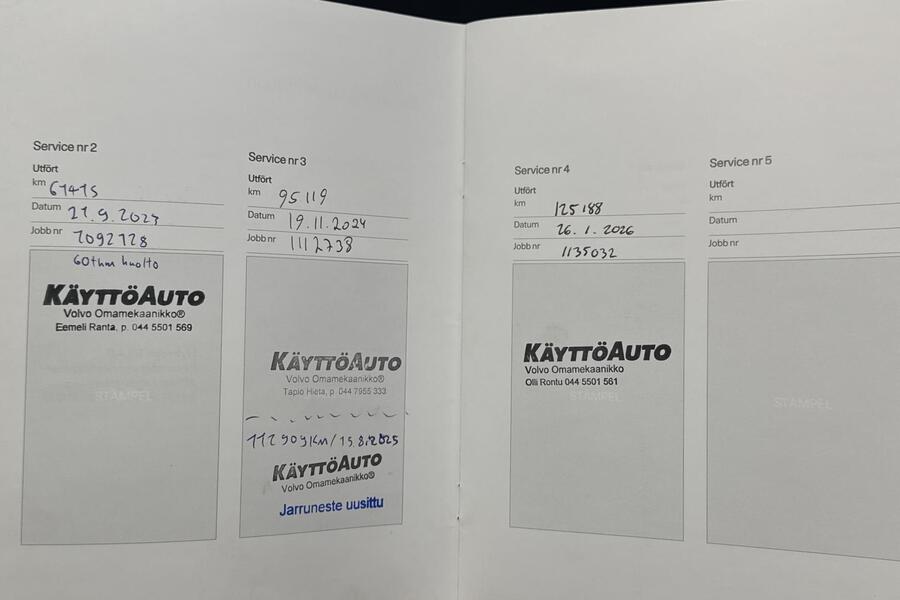 Service nr 2
Utfört
km 61415
Datum 21.9.2023
Jobb nr 1092128
60tkm huolto
KÄYTTÖAUTO
Volvo Omamekaanikko®
Eemeli Ranta, p. 044 5501 569
STAMPEL
Service nr 3
Utfört
km 95119
Datum 19.11.2024
Jobb nr 1112738
KÄYTTÖAUTO
Volvo Omamekaanikko®
Tapio Hieta, p. 044 7955 333
112909KM/15.8.2025
KÄYTTÖAUTO
Volvo Omamekaanikko®
Jarruneste uusittu
Service nr 4
Utfört
km 125188
Datum 26.1.2026
Jobb nr 1135032
KÄYTTÖAUTO
Volvo Omamekaanikko
Olli Rontu 044 5501 561
STAMPEL
Service nr 5
Utfört
km
Datum
Jobb nr
STAMPEL